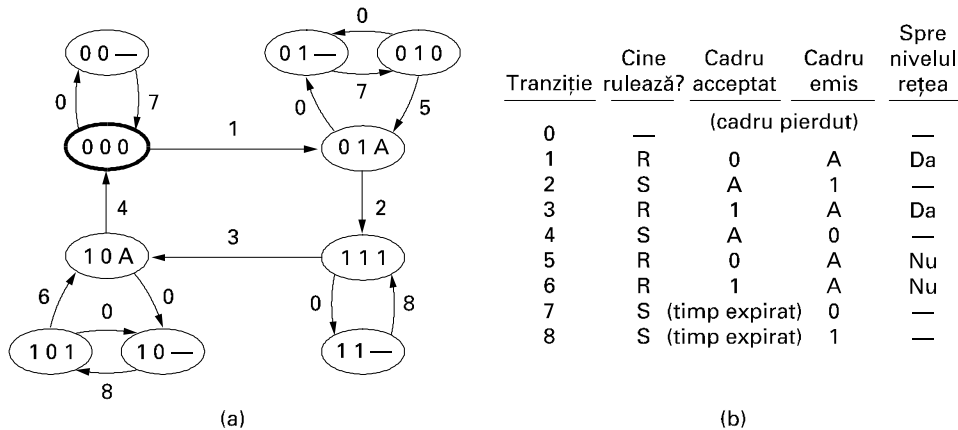 0
0 0 —
0 1 —
0 1 0
0
7
7
0
5
0 0 0
1
0 1 A
4
2
3
1 0 A
1 1 1
6
0
0
0
8
1 0 1
1 0 —
1 1 —
8
(a)
Tranziție
Cine rulează?
Cadru acceptat
Cadru emis
Spre nivelul rețea
0 — (cadru pierdut) —
1 R 0 A Da
2 S A 1 —
3 R 1 A Da
4 S A 0 —
5 R 0 A Nu
6 R 1 A Nu
7 S (timp expirat) 0 —
8 S (timp expirat) 1 —
(b)